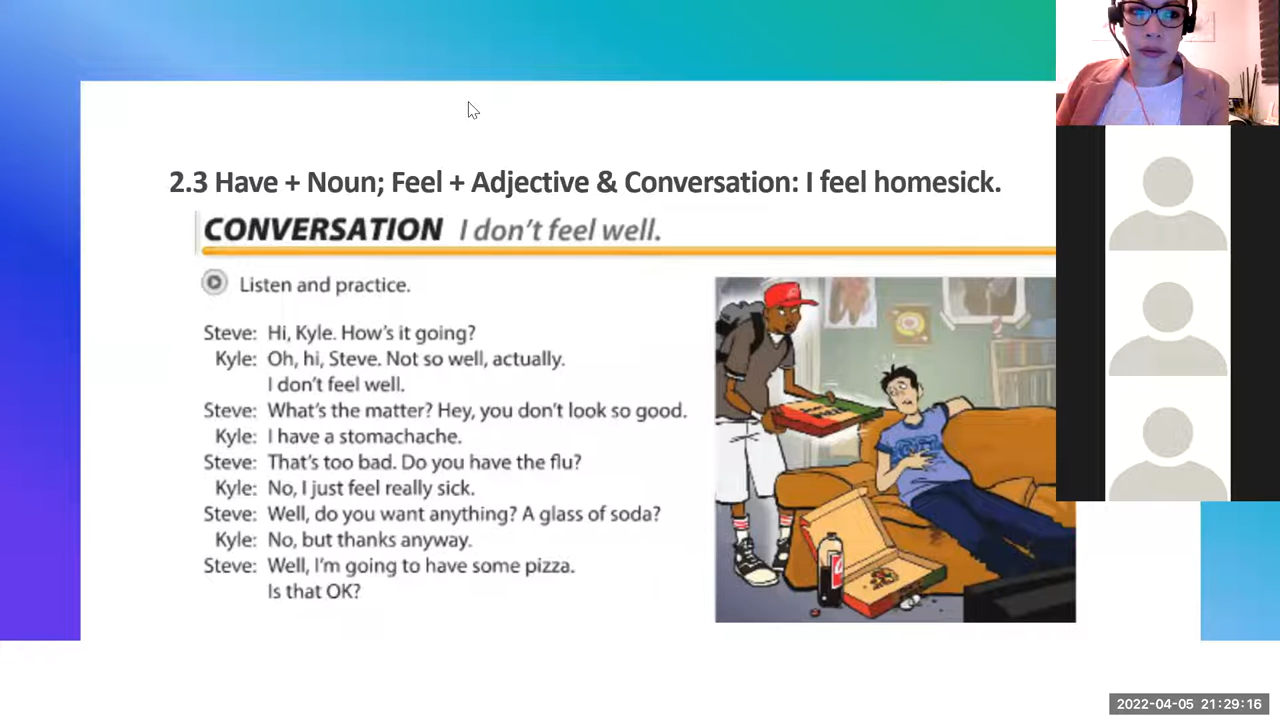 2.3 Have + Noun; Feel + Adjective & Conversation: I feel homesick.
CONVERSATION I don't feel well.
Listen and practice.
Steve: Hi, Kyle. How's it going?
Kyle: Oh, hi, Steve. Not so well, actually.
I don't feel well.
Steve: What's the matter? Hey, you don't look so good.
Kyle: I have a stomachache.
Steve: That's too bad. Do you have the flu?
Kyle: No, I just feel really sick.
Steve: Well, do you want anything? A glass of soda?
Kyle: No, but thanks anyway.
Steve: Well, I'm going to have some pizza.
Is that OK?
2022-04-05 21:29:16